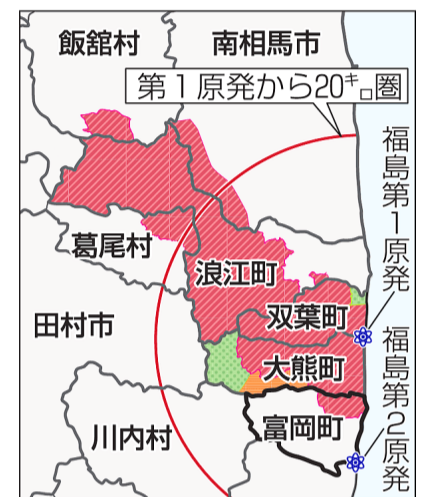 飯舘村
南相馬市
第1原発から20㌔圏
福島第1原発
葛尾村
浪江町
双葉町
田村市
大熊町
福島第2原発
富岡町
川内村